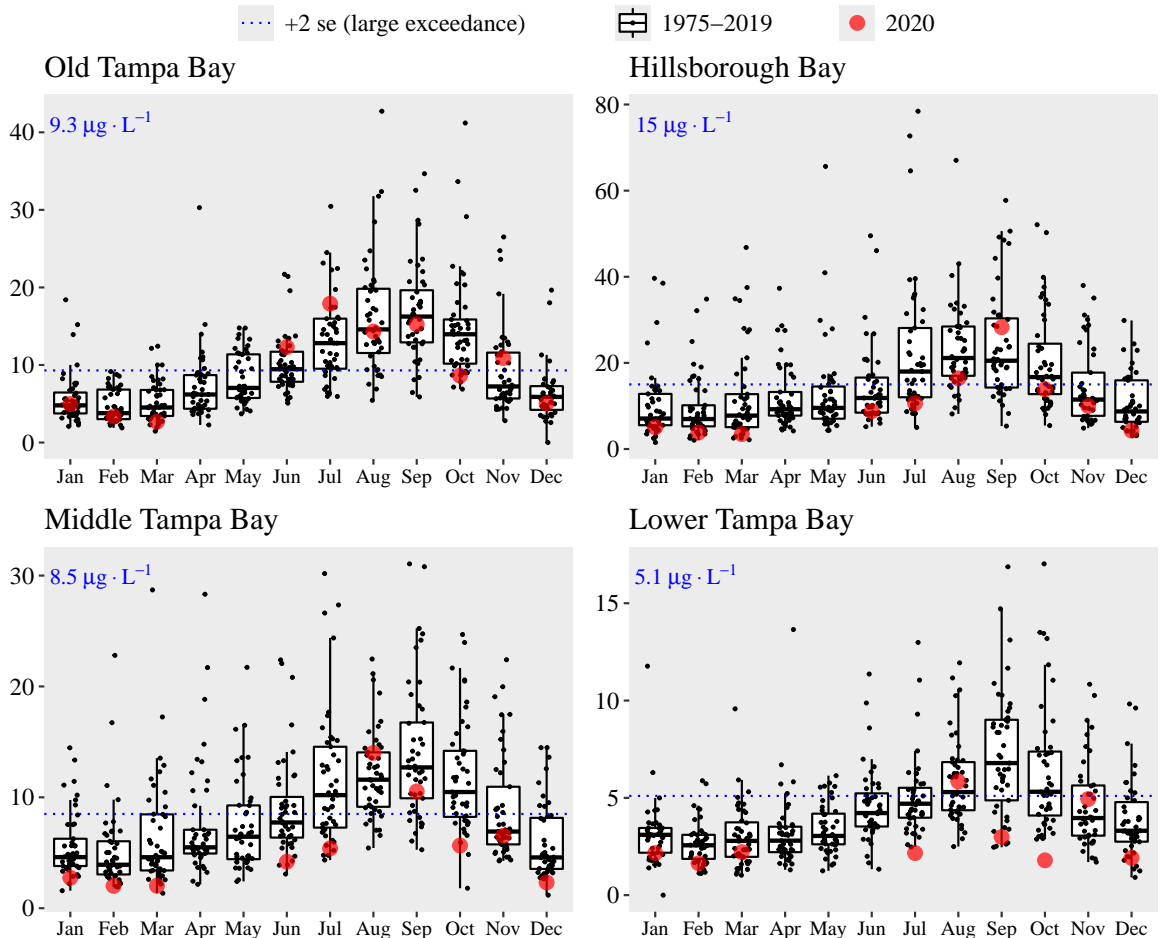 +2 se (large exceedance) 1975–2019 2020
Old Tampa Bay
9.3 μg · L⁻¹
40
30
20
10
0
Jan Feb Mar Apr May Jun Jul Aug Sep Oct Nov Dec
Hillsborough Bay
15 μg · L⁻¹
80
60
40
20
0
Jan Feb Mar Apr May Jun Jul Aug Sep Oct Nov Dec
Middle Tampa Bay
8.5 μg · L⁻¹
30
20
10
0
Jan Feb Mar Apr May Jun Jul Aug Sep Oct Nov Dec
Lower Tampa Bay
5.1 μg · L⁻¹
15
10
5
0
Jan Feb Mar Apr May Jun Jul Aug Sep Oct Nov Dec